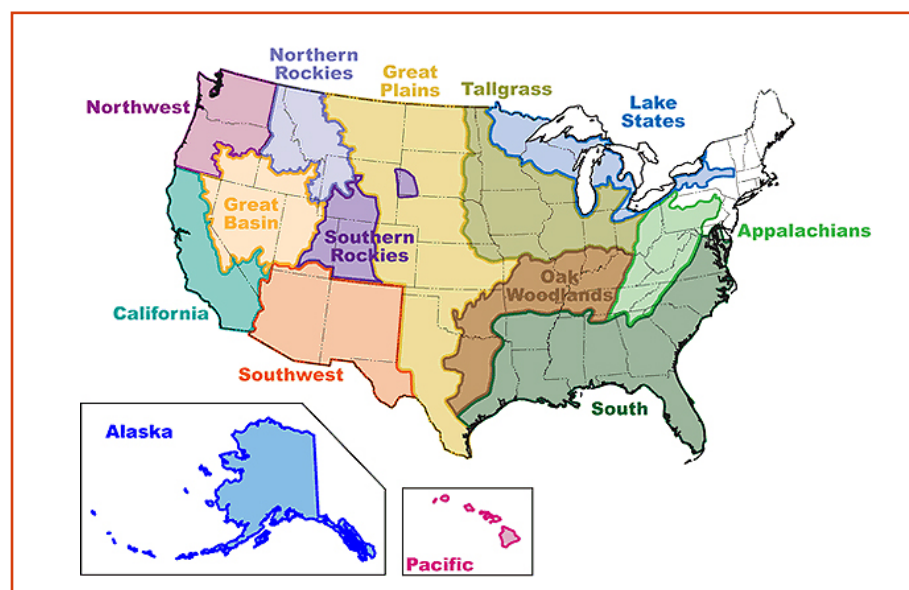 Northern
Rockies
Great
Plains
Tallgrass
Northwest
Lake
States
Great
Basin
Southern
Rockies
Appalachians
Oak
Woodlands
California
Southwest
South
Alaska
Pacific